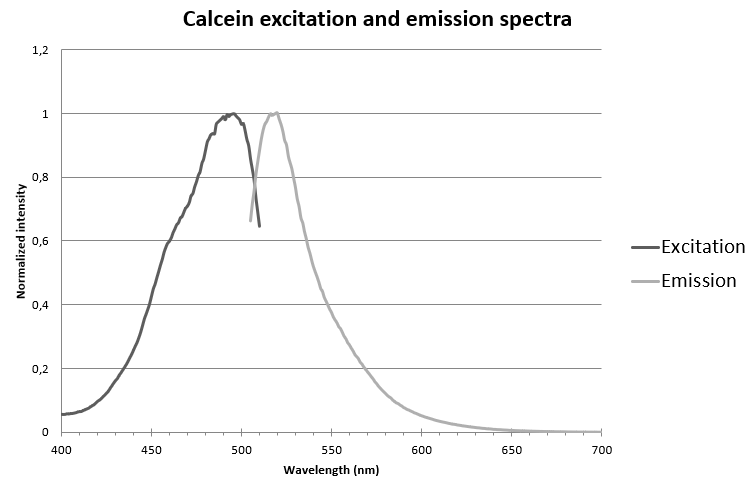 Calcein excitation and emission spectra
1,2
1
0,8
0,6
0,4
0,2
0
Normalized intensity
400 450 500 550 600 650 700
Wavelength (nm)
Excitation
Emission